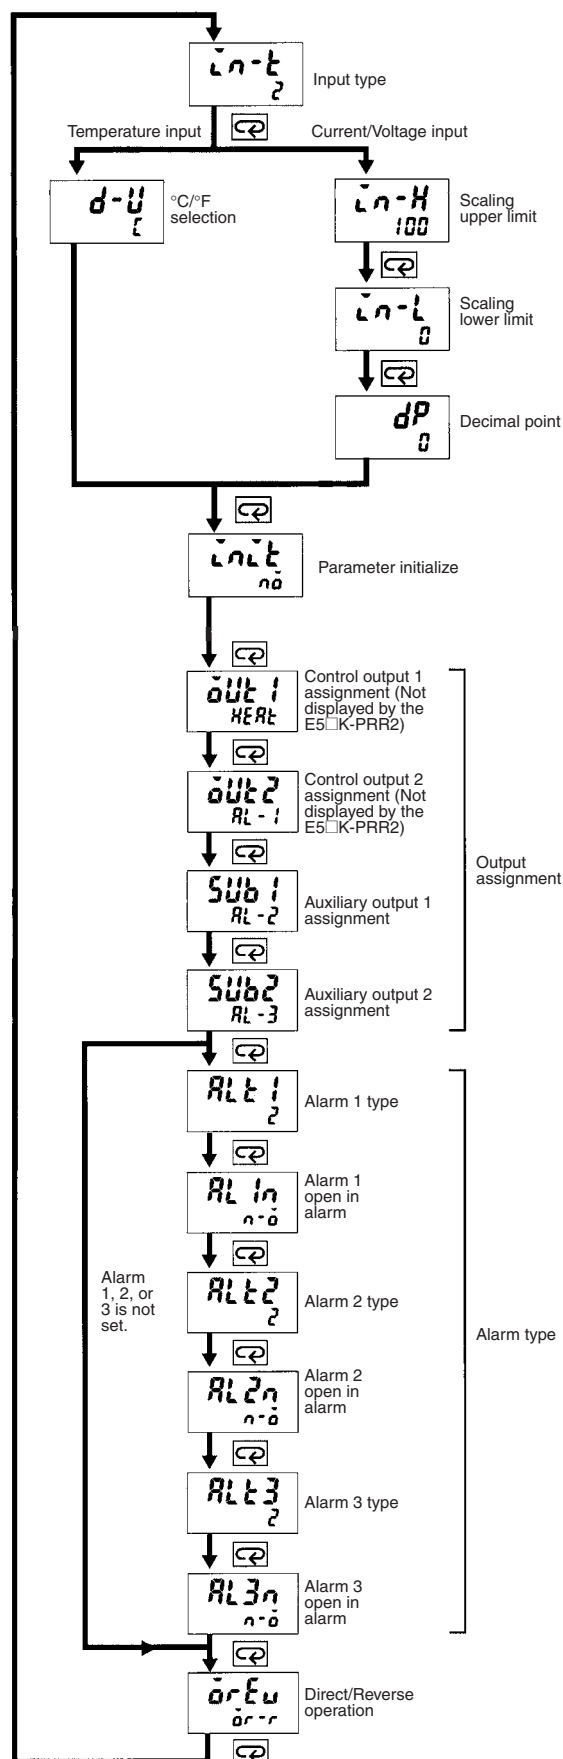 in-t
2
Input type
Temperature input
Current/Voltage input
d-U
C
°C/°F
selection
in-H
100
Scaling
upper limit
in-L
0
Scaling
lower limit
dP
0
Decimal point
init
no
Parameter initialize
oUt1
HEAt
Control output 1
assignment (Not
displayed by the
E5□K-PRR2)
oUt2
AL-1
Control output 2
assignment (Not
displayed by the
E5□K-PRR2)
SUb1
AL-2
Auxiliary output 1
assignment
SUb2
AL-3
Auxiliary output 2
assignment
Output
assignment
ALt1
2
Alarm 1 type
AL1n
n-o
Alarm 1
open in
alarm
Alarm
1, 2, or
3 is not
set.
ALt2
2
Alarm 2 type
AL2n
n-o
Alarm 2
open in
alarm
ALt3
2
Alarm 3 type
AL3n
n-o
Alarm 3
open in
alarm
Alarm type
orEv
or-r
Direct/Reverse
operation